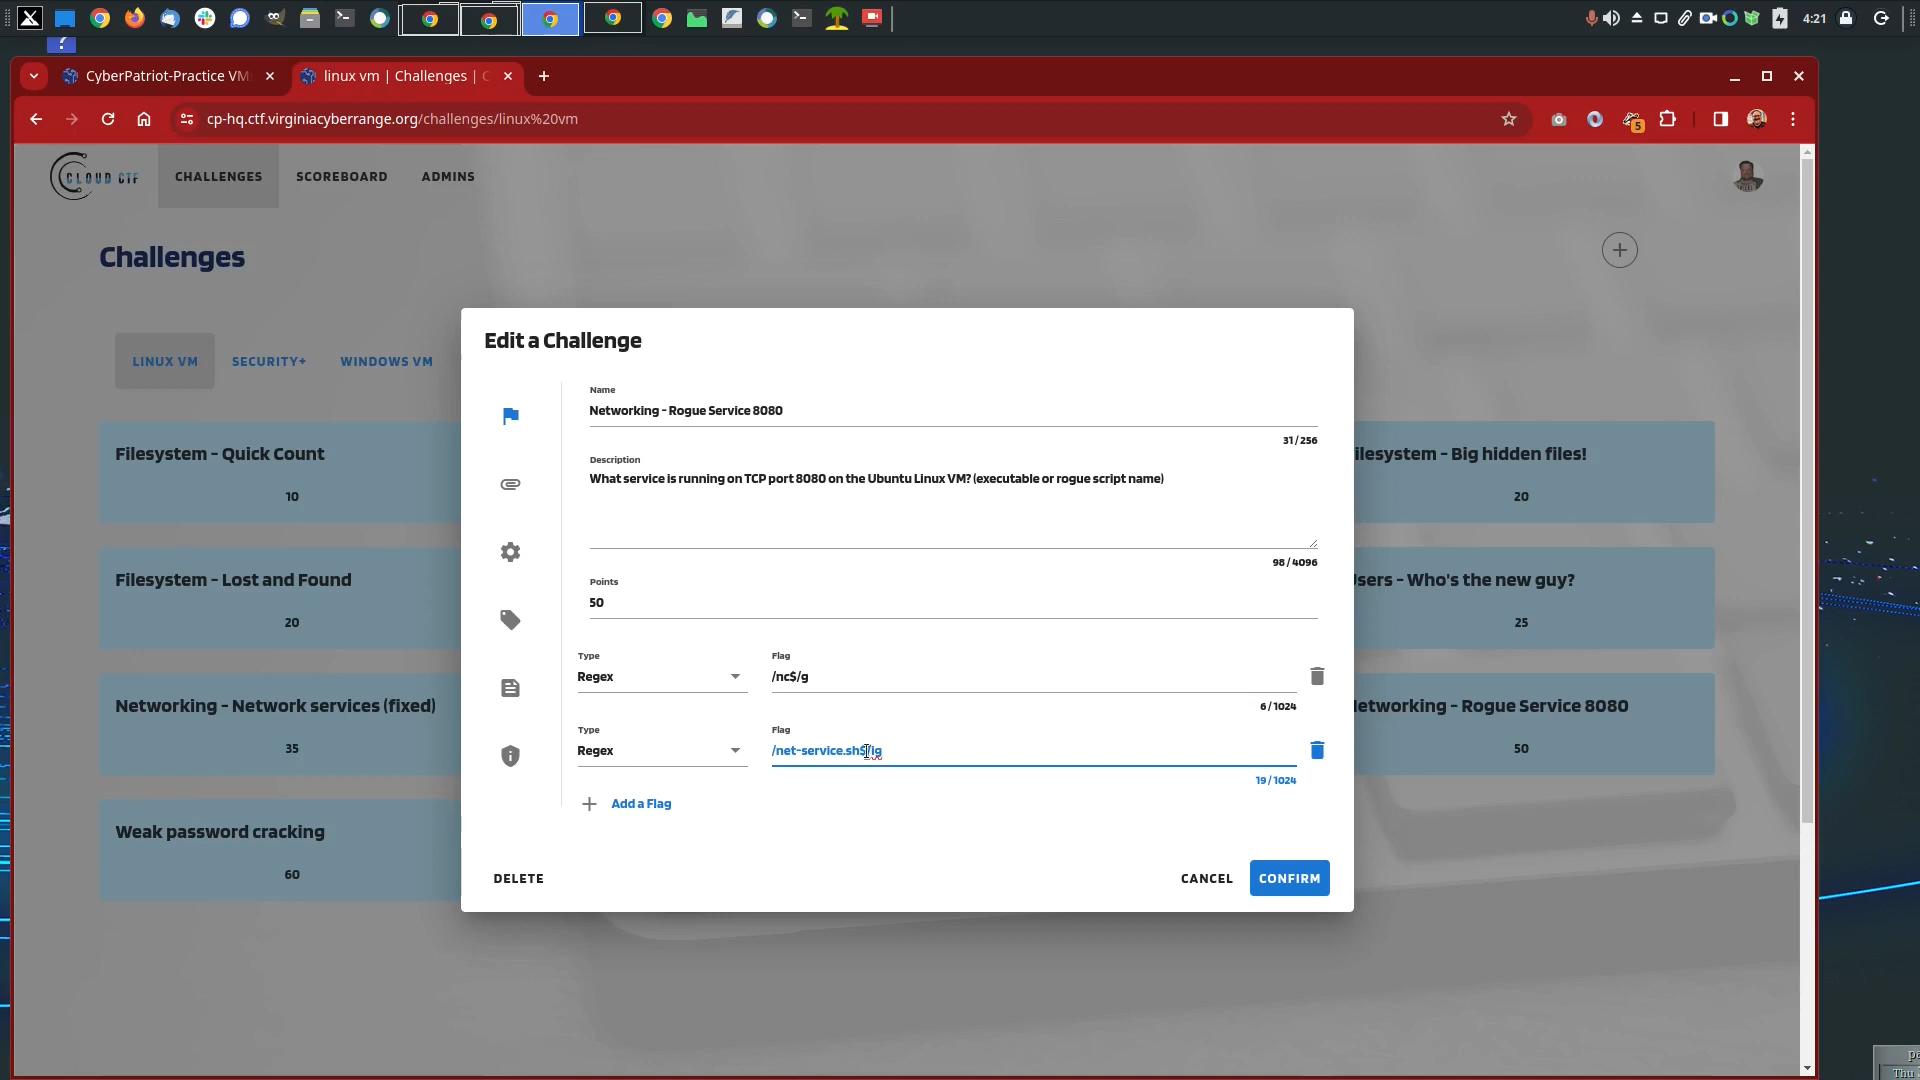 4:21
?
CyberPatriot-Practice VM
linux vm | Challenges |
cp-hq.ctf.virginiacyberrange.org/challenges/linux%20vm
5
CLOUD CTF
CHALLENGES
SCOREBOARD
ADMINS
Challenges
LINUX VM
SECURITY+
WINDOWS VM
Filesystem - Quick Count
10
ilesystem - Big hidden files!
20
Filesystem - Lost and Found
20
sers - Who's the new guy?
25
Networking - Network services (fixed)
35
etworking - Rogue Service 8080
50
Weak password cracking
60
Edit a Challenge
Name
Networking - Rogue Service 8080
31 / 256
Description
What service is running on TCP port 8080 on the Ubuntu Linux VM? (executable or rogue script name)
98 / 4096
Points
50
Type
Flag
Regex
/nc$/g
6 / 1024
Type
Flag
Regex
/net-service.sh$/ig
19 / 1024
Add a Flag
DELETE
CANCEL
CONFIRM
pa
Thu